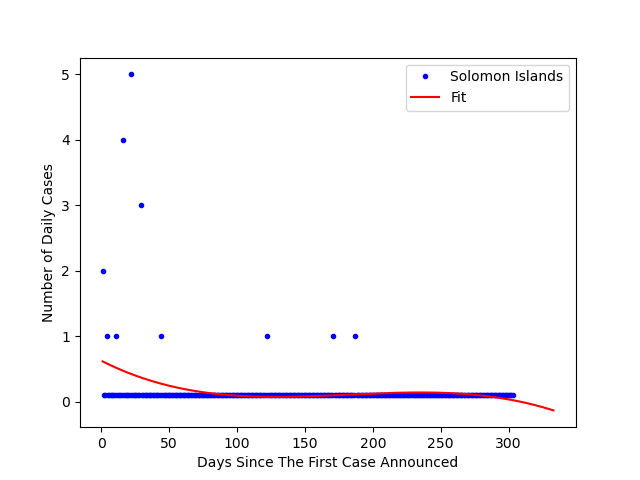 Solomon Islands
Fit
Number of Daily Cases
5
4
3
2
1
0
0 50 100 150 200 250 300
Days Since The First Case Announced